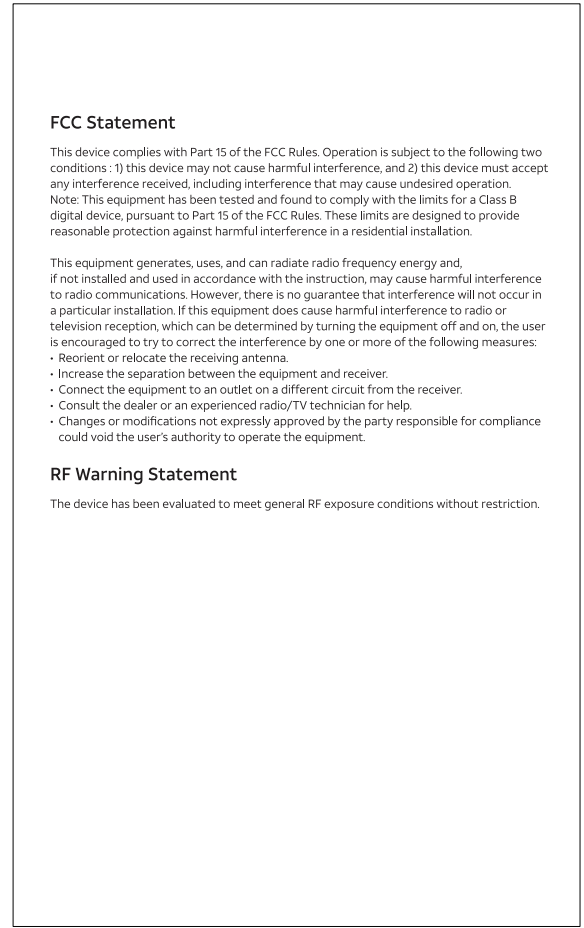 FCC Statement
This device complies with Part 15 of the FCC Rules. Operation is subject to the following two
conditions : 1) this device may not cause harmful interference, and 2) this device must accept
any interference received, including interference that may cause undesired operation.
Note: This equipment has been tested and found to comply with the limits for a Class B
digital device, pursuant to Part 15 of the FCC Rules. These limits are designed to provide
reasonable protection against harmful interference in a residential installation.
This equipment generates, uses, and can radiate radio frequency energy and,
if not installed and used in accordance with the instruction, may cause harmful interference
to radio communications. However, there is no guarantee that interference will not occur in
a particular installation. If this equipment does cause harmful interference to radio or
television reception, which can be determined by turning the equipment off and on, the user
is encouraged to try to correct the interference by one or more of the following measures:
• Reorient or relocate the receiving antenna.
• Increase the separation between the equipment and receiver.
• Connect the equipment to an outlet on a different circuit from the receiver.
• Consult the dealer or an experienced radio/TV technician for help.
• Changes or modifications not expressly approved by the party responsible for compliance
could void the user's authority to operate the equipment.
RF Warning Statement
The device has been evaluated to meet general RF exposure conditions without restriction.